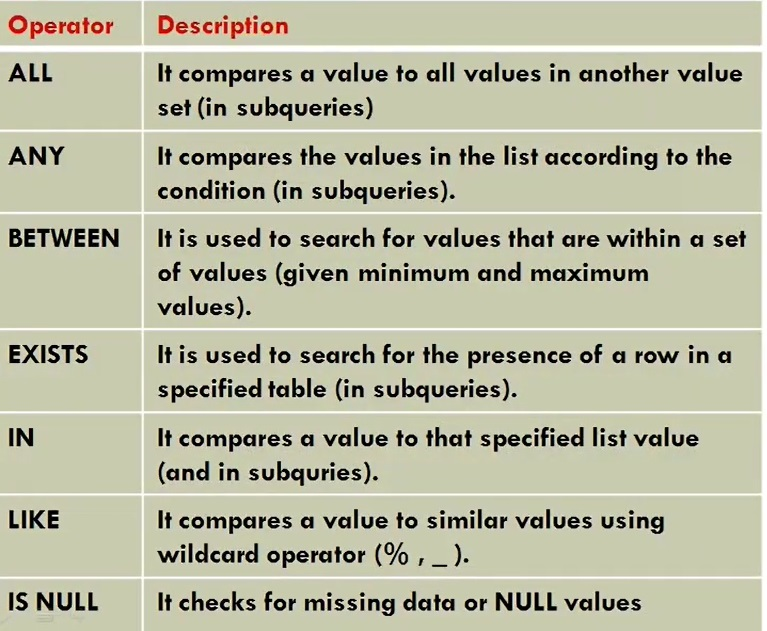 Operator Description
ALL It compares a value to all values in another value
set (in subqueries)
ANY It compares the values in the list according to the
condition (in subqueries).
BETWEEN It is used to search for values that are within a set
of values (given minimum and maximum
values).
EXISTS It is used to search for the presence of a row in a
specified table (in subqueries).
IN It compares a value to that specified list value
(and in subquries).
LIKE It compares a value to similar values using
wildcard operator (% , _ ).
IS NULL It checks for missing data or NULL values